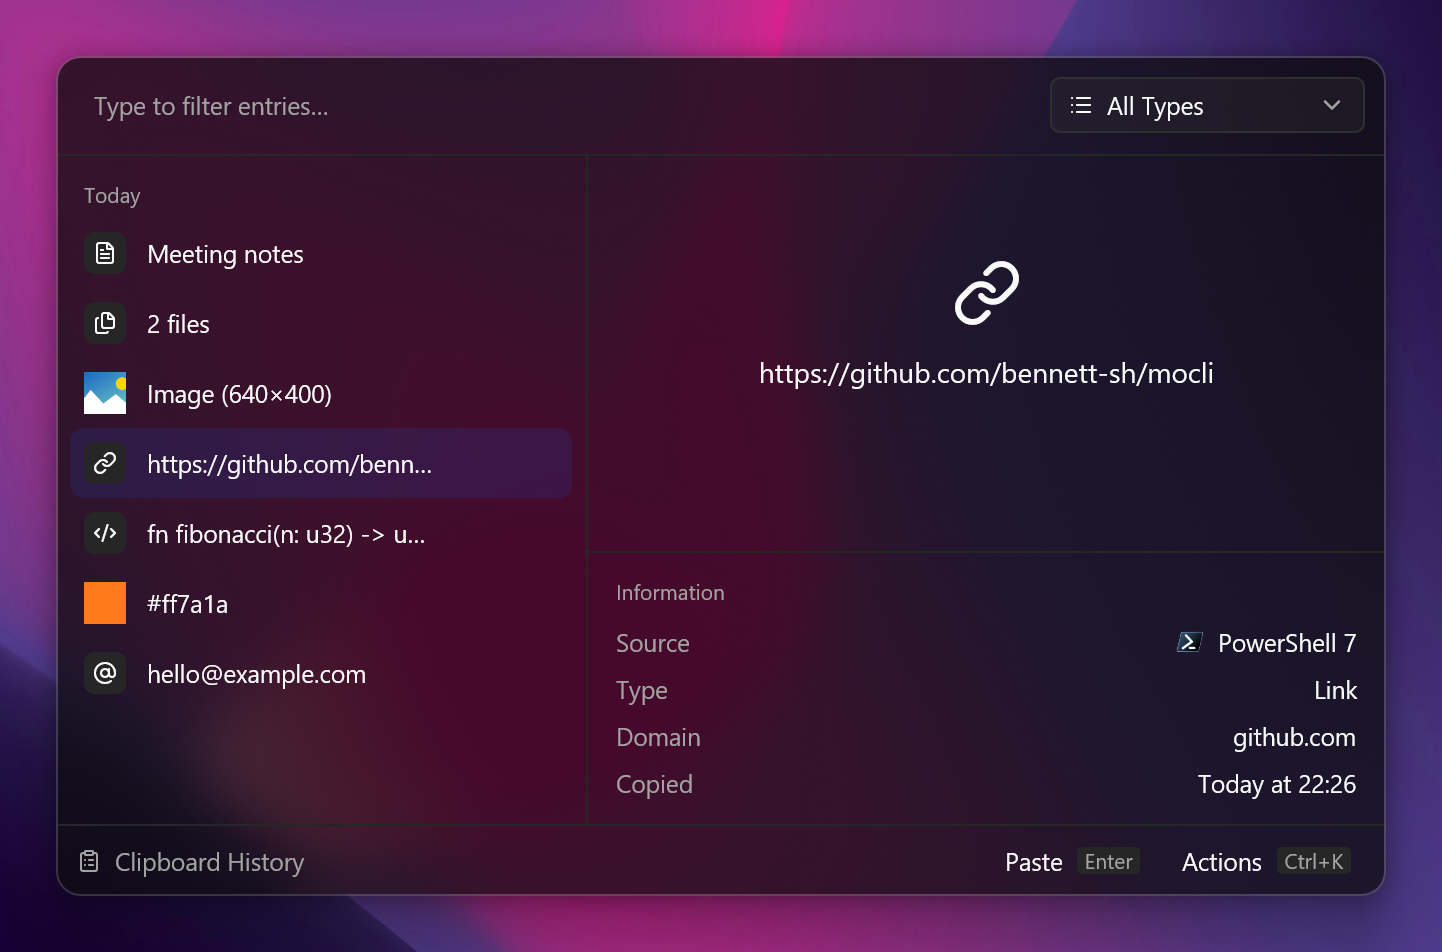 Type to filter entries...
All Types
Today
Meeting notes
2 files
Image (640×400)
https://github.com/benn...
fn fibonacci(n: u32) -> u...
#ff7a1a
hello@example.com
https://github.com/bennett-sh/mocli
Information
Source PowerShell 7
Type Link
Domain github.com
Copied Today at 22:26
Clipboard History
Paste Enter Actions Ctrl+K